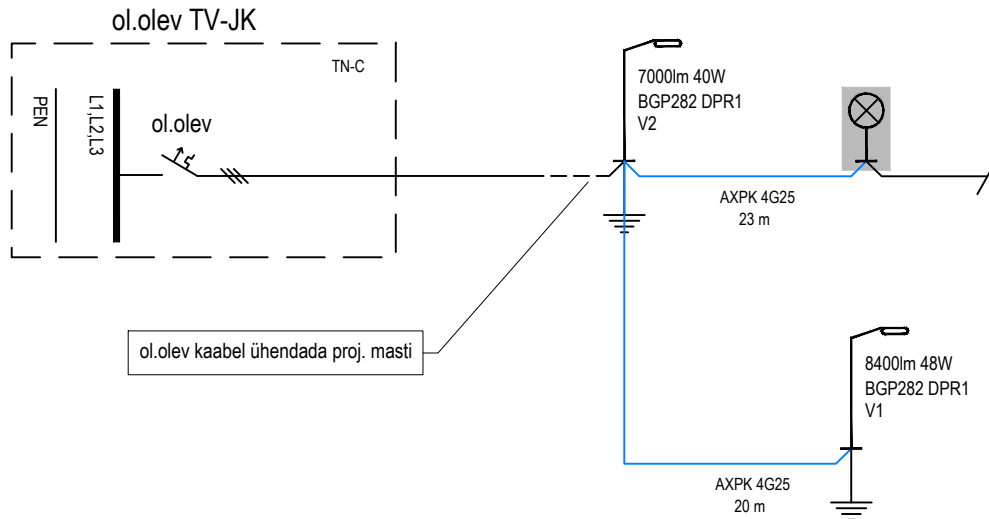 ol.olev TV-JK
TN-C
PEN
L1,L2,L3
ol.olev
7000lm 40W
BGP282 DPR1
V2
AXPK 4G25
23 m
ol.olev kaabel ühendada proj. masti
8400lm 48W
BGP282 DPR1
V1
AXPK 4G25
20 m